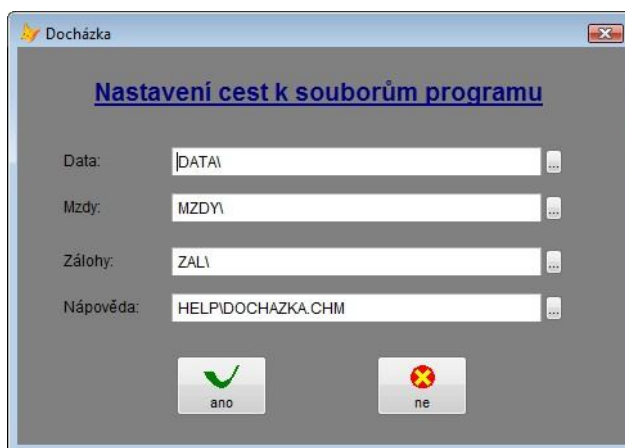 Docházka
Nastavení cest k souborům programu
Data: DATA\ ...
Mzdy: MZDY\ ...
Zálohy: ZAL\ ...
Nápověda: HELP\DOCHAZKA.CHM ...
ano ne